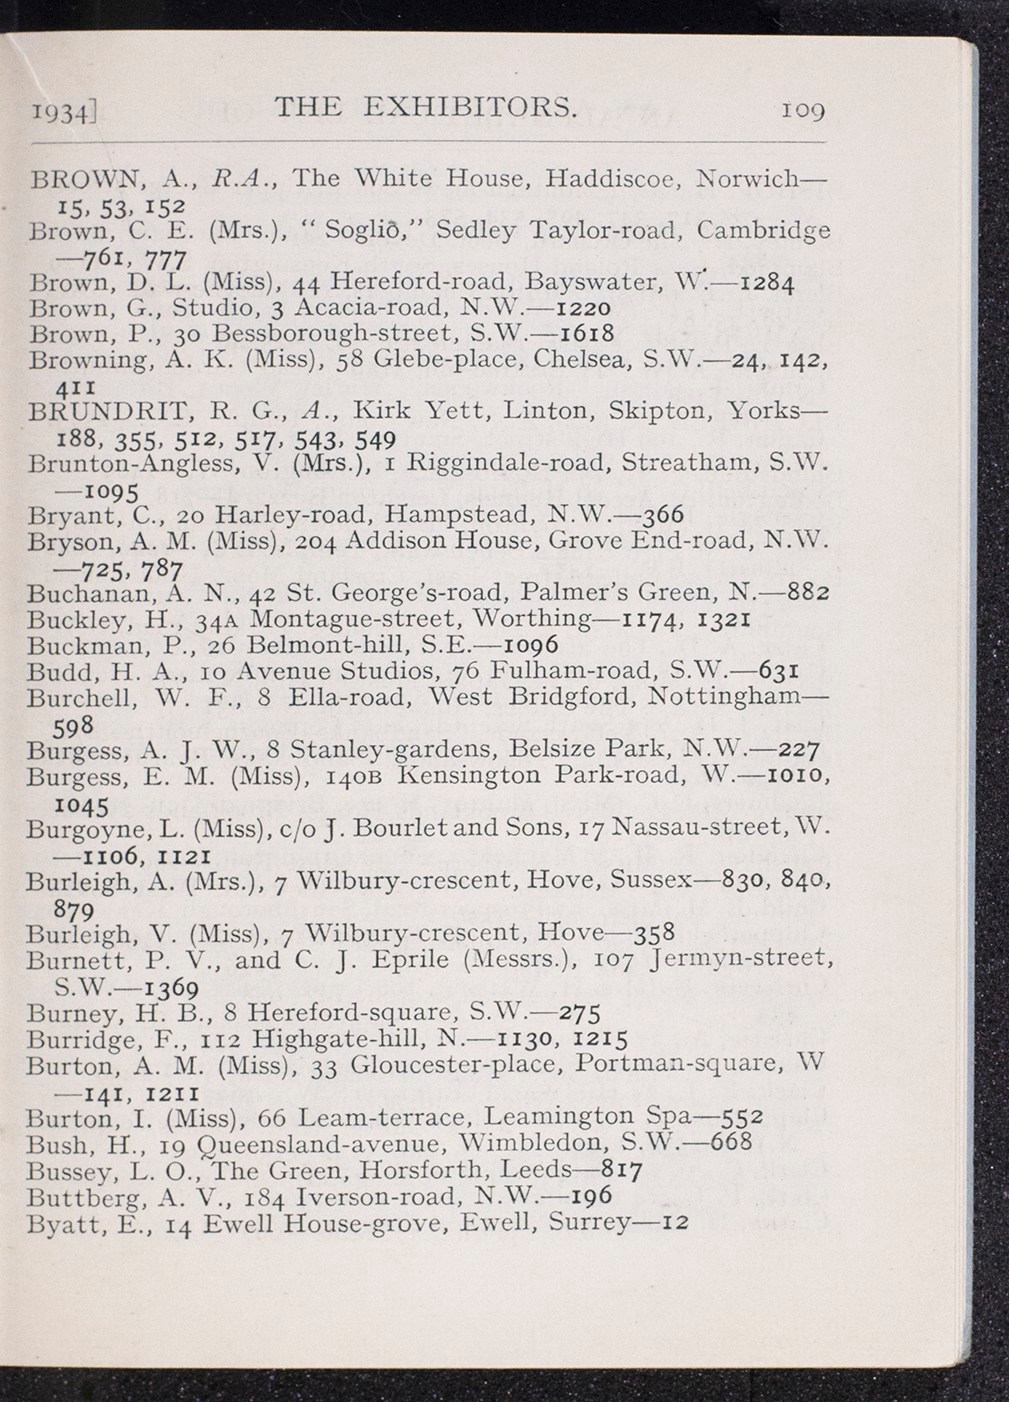 1934] THE EXHIBITORS. 109
BROWN, A., R.A., The White House, Haddiscoe, Norwich—
15, 53, 152
Brown, C. E. (Mrs.), “ Soglio,” Sedley Taylor-road, Cambridge
—761, 777
Brown, D. L. (Miss), 44 Hereford-road, Bayswater, W.—1284
Brown, G., Studio, 3 Acacia-road, N.W.—1220
Brown, P., 30 Bessborough-street, S.W.—1618
Browning, A. K. (Miss), 58 Glebe-place, Chelsea, S.W.—24, 142,
411
BRUNDRIT, R. G., A., Kirk Yett, Linton, Skipton, Yorks—
188, 355, 512, 517, 543, 549
Brunton-Angless, V. (Mrs.), 1 Riggindale-road, Streatham, S.W.
—1095
Bryant, C., 20 Harley-road, Hampstead, N.W.—366
Bryson, A. M. (Miss), 204 Addison House, Grove End-road, N.W.
—725, 787
Buchanan, A. N., 42 St. George's-road, Palmer's Green, N.—882
Buckley, H., 34A Montague-street, Worthing—1174, 1321
Buckman, P., 26 Belmont-hill, S.E.—1096
Budd, H. A., 10 Avenue Studios, 76 Fulham-road, S.W.—631
Burchell, W. F., 8 Ella-road, West Bridgford, Nottingham—
598
Burgess, A. J. W., 8 Stanley-gardens, Belsize Park, N.W.—227
Burgess, E. M. (Miss), 140B Kensington Park-road, W.—1010,
1045
Burgoyne, L. (Miss), c/o J. Bourlet and Sons, 17 Nassau-street, W.
—1106, 1121
Burleigh, A. (Mrs.), 7 Wilbury-crescent, Hove, Sussex—830, 840,
879
Burleigh, V. (Miss), 7 Wilbury-crescent, Hove—358
Burnett, P. V., and C. J. Eprile (Messrs.), 107 Jermyn-street,
S.W.—1369
Burney, H. B., 8 Hereford-square, S.W.—275
Burridge, F., 112 Highgate-hill, N.—1130, 1215
Burton, A. M. (Miss), 33 Gloucester-place, Portman-square, W
—141, 1211
Burton, I. (Miss), 66 Leam-terrace, Leamington Spa—552
Bush, H., 19 Queensland-avenue, Wimbledon, S.W.—668
Bussey, L. O., The Green, Horsforth, Leeds—817
Buttberg, A. V., 184 Iverson-road, N.W.—196
Byatt, E., 14 Ewell House-grove, Ewell, Surrey—12